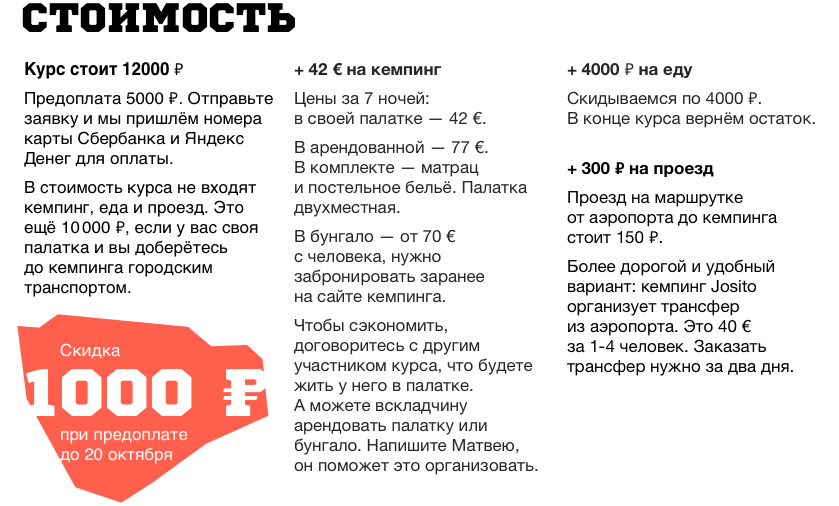 СТОИМОСТЬ
Курс стоит 12000 ₽
Предоплата 5000 ₽. Отправьте
заявку и мы пришлём номера
карты Сбербанка и Яндекс
Денег для оплаты.
В стоимость курса не входят
кемпинг, еда и проезд. Это
ещё 10 000 ₽, если у вас своя
палатка и вы доберётесь
до кемпинга городским
транспортом.
Скидка
1000 ₽
при предоплате
до 20 октября
+ 42 € на кемпинг
Цены за 7 ночей:
в своей палатке — 42 €.
В арендованной — 77 €.
В комплекте — матрац
и постельное бельё. Палатка
двухместная.
В бунгало — от 70 €
с человека, нужно
забронировать заранее
на сайте кемпинга.
Чтобы сэкономить,
договоритесь с другим
участником курса, что будете
жить у него в палатке.
А можете вскладчину
арендовать палатку или
бунгало. Напишите Матвею,
он поможет это организовать.
+ 4000 ₽ на еду
Скидываемся по 4000 ₽.
В конце курса вернём остаток.
+ 300 ₽ на проезд
Проезд на маршрутке
от аэропорта до кемпинга
стоит 150 ₽.
Более дорогой и удобный
вариант: кемпинг Josito
организует трансфер
из аэропорта. Это 40 €
за 1-4 человек. Заказать
трансфер нужно за два дня.